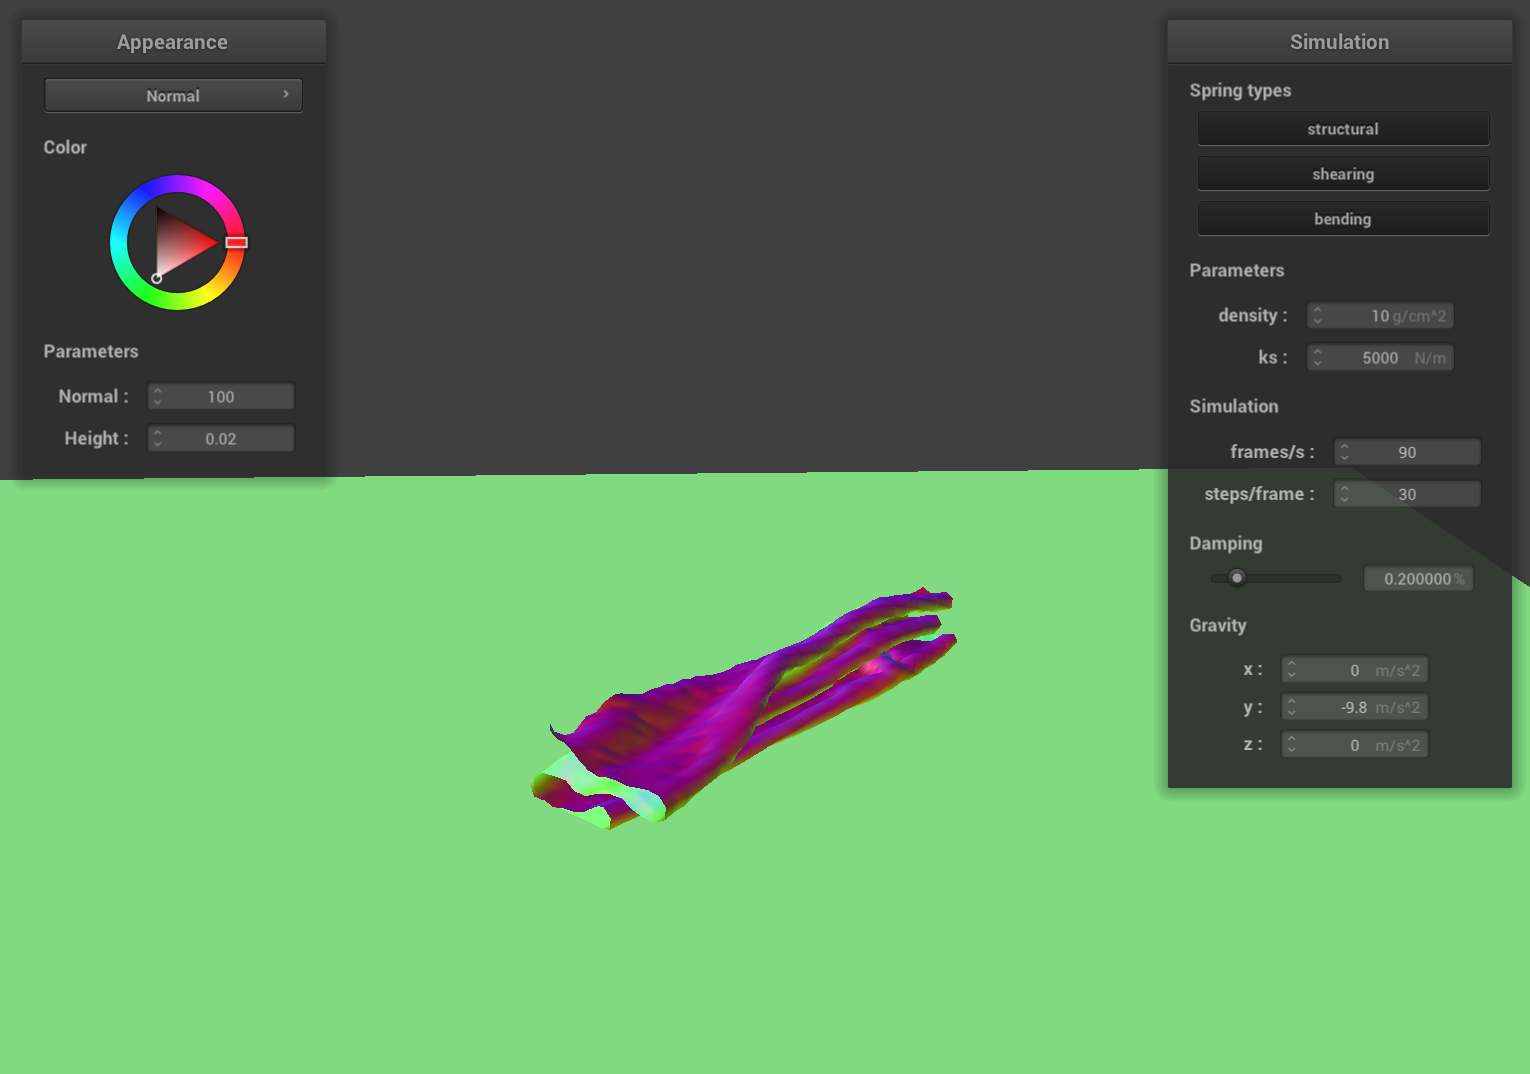 Appearance
Normal
Color
Parameters
Normal : 100
Height : 0.02
Simulation
Spring types
structural
shearing
bending
Parameters
density : 10 g/cm^2
ks : 5000 N/m
Simulation
frames/s : 90
steps/frame : 30
Damping
0.200000 %
Gravity
x : 0 m/s^2
y : -9.8 m/s^2
z : 0 m/s^2